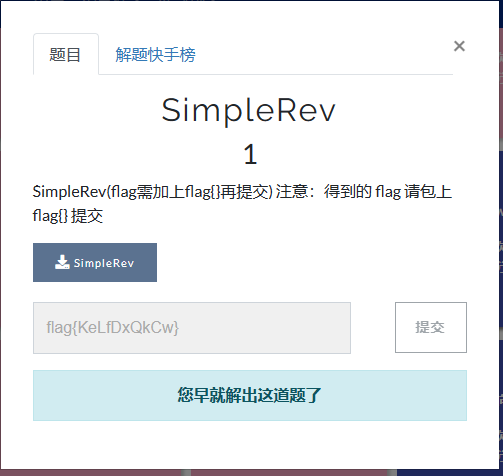 题目 解题快手榜 ×
SimpleRev
1
SimpleRev(flag需加上flag{}再提交) 注意：得到的 flag 请包上
flag{} 提交
SimpleRev
flag{KeLfDxQkCw}
提交
您早就解出这道题了